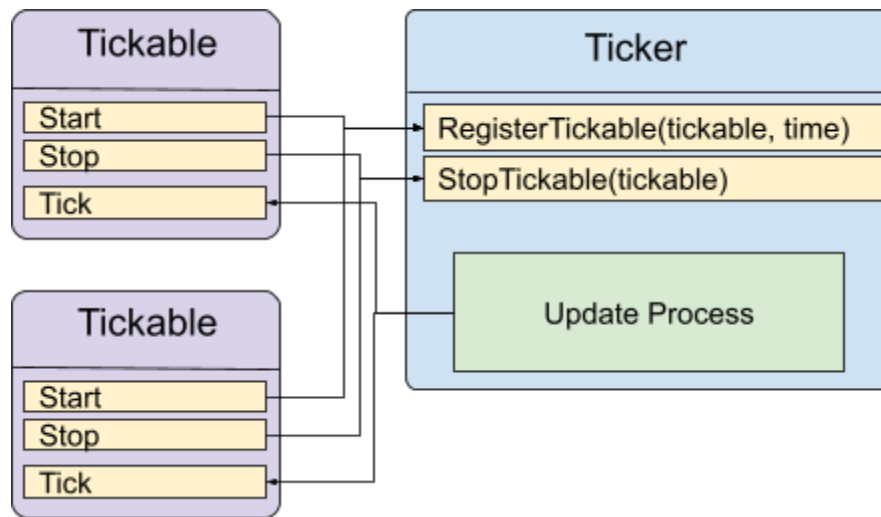 Tickable
Start
Stop
Tick
Ticker
RegisterTickable(tickable, time)
StopTickable(tickable)
Update Process
Tickable
Start
Stop
Tick